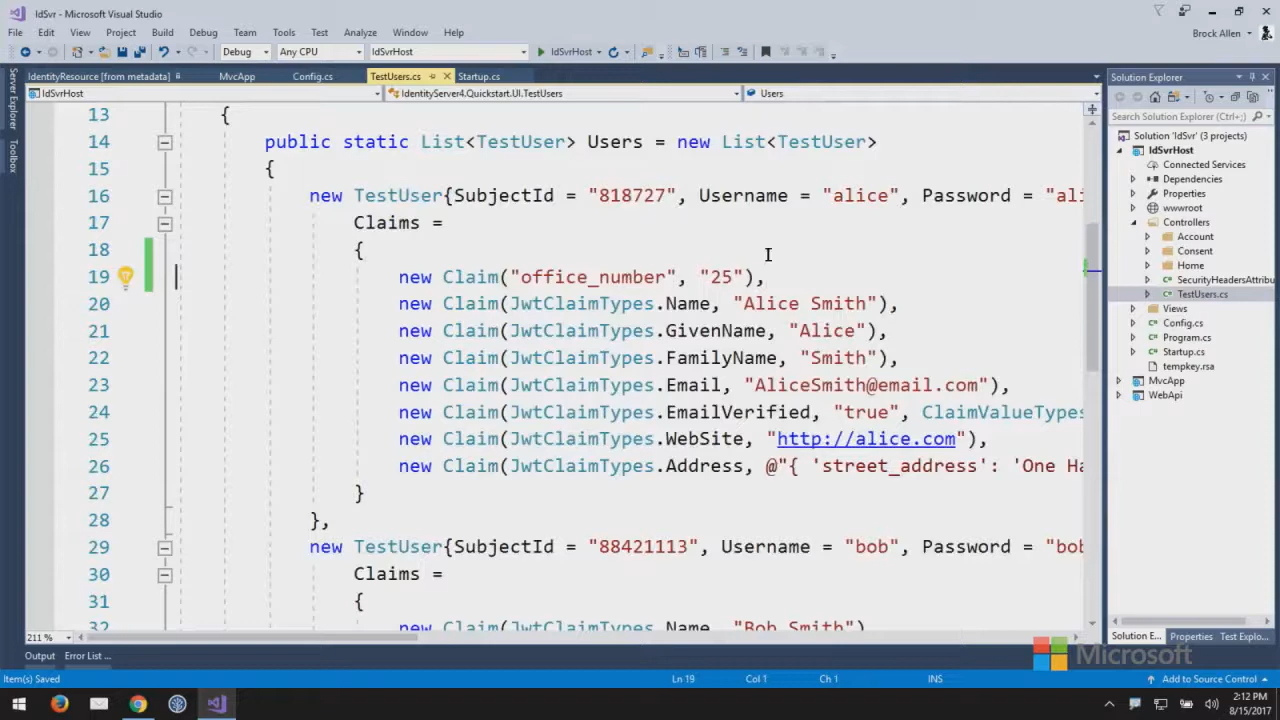 IdSvr - Microsoft Visual Studio
File Edit View Project Build Debug Team Tools Test Analyze Window Help
Brock Allen
Debug Any CPU IdSvrHost IdSvrHost
IdentityResource [from metadata] MvcApp Config.cs TestUsers.cs Startup.cs
IdSvrHost IdentityServer4.Quickstart.UI.TestUsers Users
Server Explorer
Toolbox
13 {
14 public static List<TestUser> Users = new List<TestUser>
15 {
16 new TestUser{SubjectId = "818727", Username = "alice", Password = "ali
17 Claims =
18 {
19 new Claim("office_number", "25"),
20 new Claim(JwtClaimTypes.Name, "Alice Smith"),
21 new Claim(JwtClaimTypes.GivenName, "Alice"),
22 new Claim(JwtClaimTypes.FamilyName, "Smith"),
23 new Claim(JwtClaimTypes.Email, "AliceSmith@email.com"),
24 new Claim(JwtClaimTypes.EmailVerified, "true", ClaimValueTypes
25 new Claim(JwtClaimTypes.WebSite, "http://alice.com"),
26 new Claim(JwtClaimTypes.Address, @"{ 'street_address': 'One Ha
27 }
28 },
29 new TestUser{SubjectId = "88421113", Username = "bob", Password = "bob
30 Claims =
31 {
32 new Claim(JwtClaimTypes.Name, "Bob Smith")
211 %
Solution Explorer
Search Solution Explorer (Ctrl+;)
Solution 'IdSvr' (3 projects)
IdSvrHost
Connected Services
Dependencies
Properties
wwwroot
Controllers
Account
Consent
Home
SecurityHeadersAttribu
TestUsers.cs
Views
Config.cs
Program.cs
Startup.cs
tempkey.rsa
MvcApp
WebApi
Solution E... Properties Test Explo...
Output Error List ...
Microsoft
Item(s) Saved Ln 19 Col 1 Ch 1 INS Add to Source Control
2:12 PM
8/15/2017